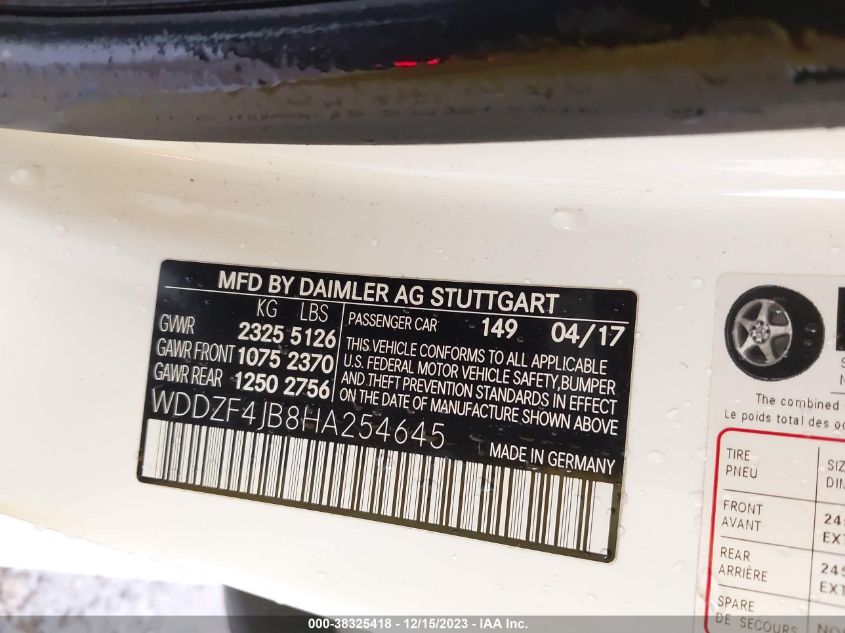 MFD BY DAIMLER AG STUTTGART
KG LBS
GVWR 2325 5126
GAWR FRONT 1075 2370
GAWR REAR 1250 2756
PASSENGER CAR 149 04/17
THIS VEHICLE CONFORMS TO ALL APPLICABLE
U.S. FEDERAL MOTOR VEHICLE SAFETY, BUMPER
AND THEFT PREVENTION STANDARDS IN EFFECT
ON THE DATE OF MANUFACTURE SHOWN ABOVE
WDDZF4JB8HA254645
MADE IN GERMANY
The combined
Le poids total des
TIRE
PNEU
FRONT
AVANT
REAR
ARRIÈRE
SPARE
DE SECOURS
000-38325418 - 12/15/2023 - IAA Inc.